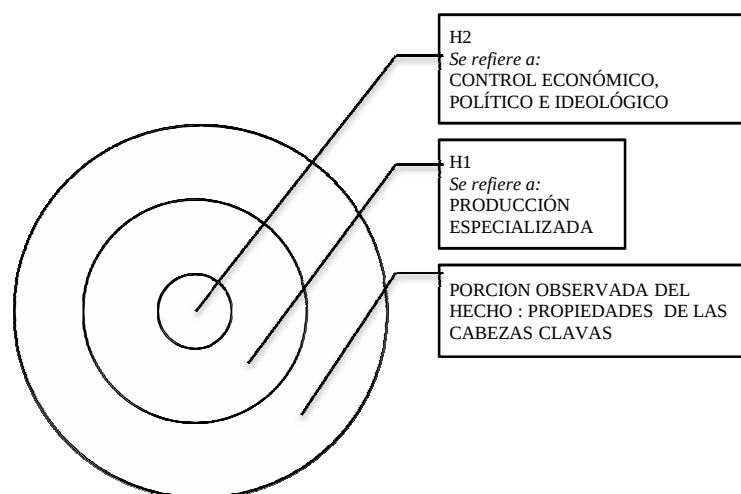 H2
Se refiere a:
CONTROL ECONÓMICO,
POLÍTICO E IDEOLÓGICO
H1
Se refiere a:
PRODUCCIÓN
ESPECIALIZADA
PORCION OBSERVADA DEL
HECHO : PROPIEDADES DE LAS
CABEZAS CLAVAS